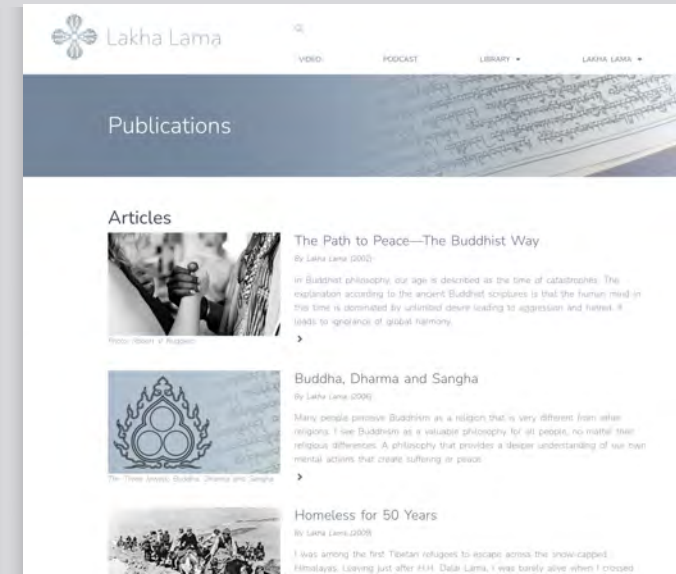 Lakha Lama
VIDEO
PODCAST
LIBRARY
LAKHA LAMA
Publications
Articles
The Path to Peace—The Buddhist Way
By Lakha Lama (2002)
In Buddhist philosophy, our age is described as the time of catastrophes. The
explanation according to the ancient Buddhist scriptures is that the human mind in
this time is dominated by unlimited desire leading to aggression and hatred. It
leads to ignorance of global harmony.
Buddha, Dharma and Sangha
By Lakha Lama (2006)
Many people perceive Buddhism as a religion that is very different from other
religions. I see Buddhism as a valuable philosophy for all people, no matter their
religious differences. A philosophy that provides a deeper understanding of our own
mental actions that create suffering or peace.
The Three Jewels: Buddha, Dharma and Sangha
Homeless for 50 Years
By Lakha Lama (2009)
I was among the first Tibetan refugees to escape across the snow-capped
Himalayas. Leaving just after H.H. Dalai Lama, I was barely alive when I crossed